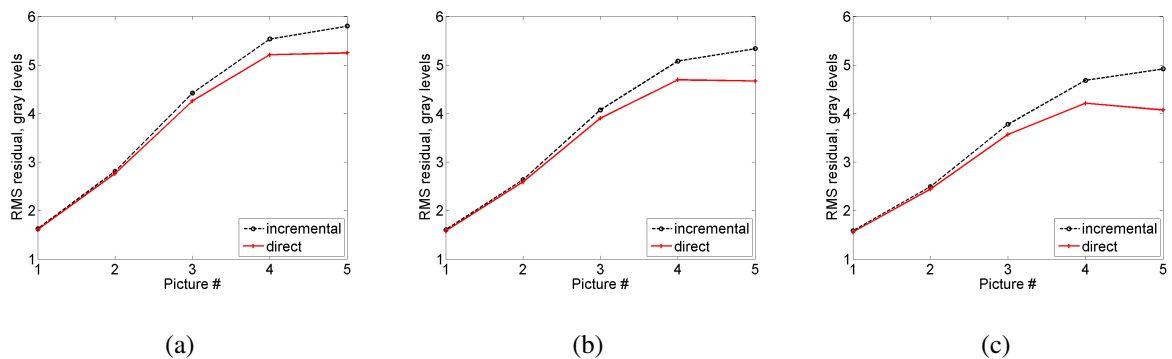 RMS residual, gray levels
6
5
4
3
2
1
1 2 3 4 5
Picture #
incremental
direct
(a)
RMS residual, gray levels
6
5
4
3
2
1
1 2 3 4 5
Picture #
incremental
direct
(b)
RMS residual, gray levels
6
5
4
3
2
1
1 2 3 4 5
Picture #
incremental
direct
(c)